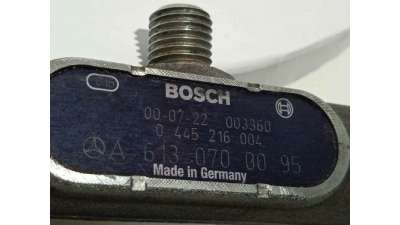 BOSCH
00-07-22 003360
0 445 216 004
A 613 070 00 95
Made in Germany